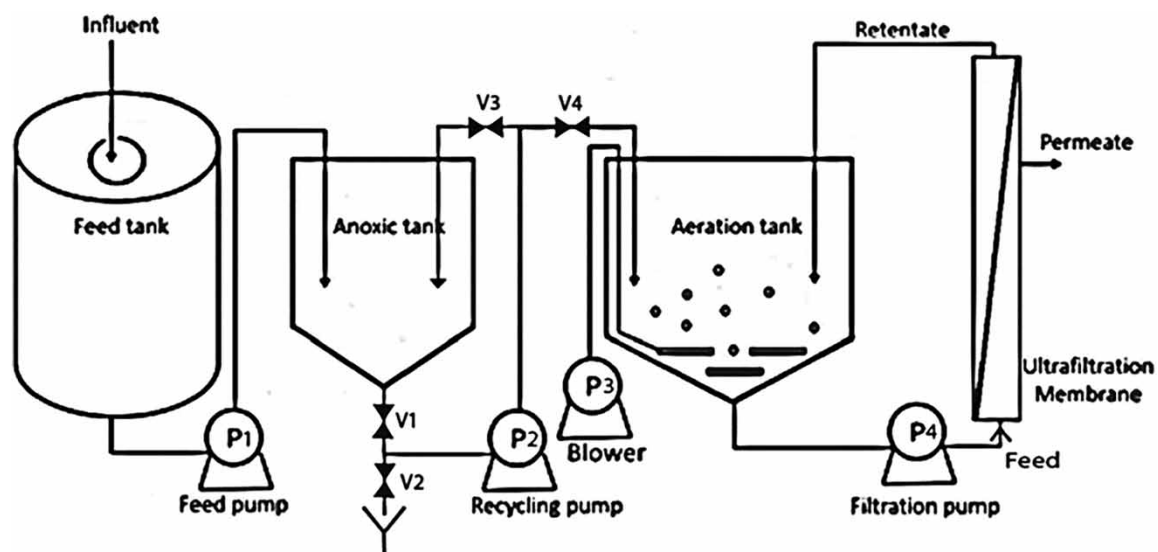 Influent
Retentate
V3
V4
Permeate
Feed tank
Anoxic tank
Aeration tank
Ultrafiltration
Membrane
P1
V1
P2
P3
P4
Blower
Feed
V2
Feed pump
Recycling pump
Filtration pump